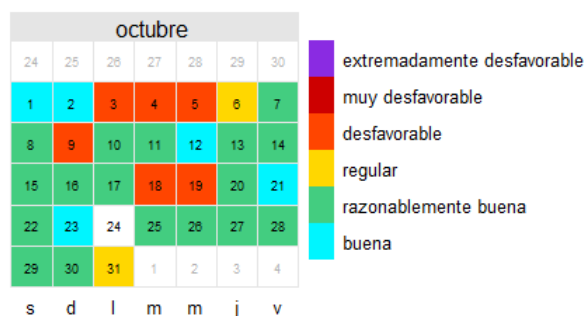 octubre
24 25 26 27 28 29 30
1 2 3 4 5 6 7
8 9 10 11 12 13 14
15 16 17 18 19 20 21
22 23 24 25 26 27 28
29 30 31 1 2 3 4
s d l m m j v
extremadamente desfavorable
muy desfavorable
desfavorable
regular
razonablemente buena
buena